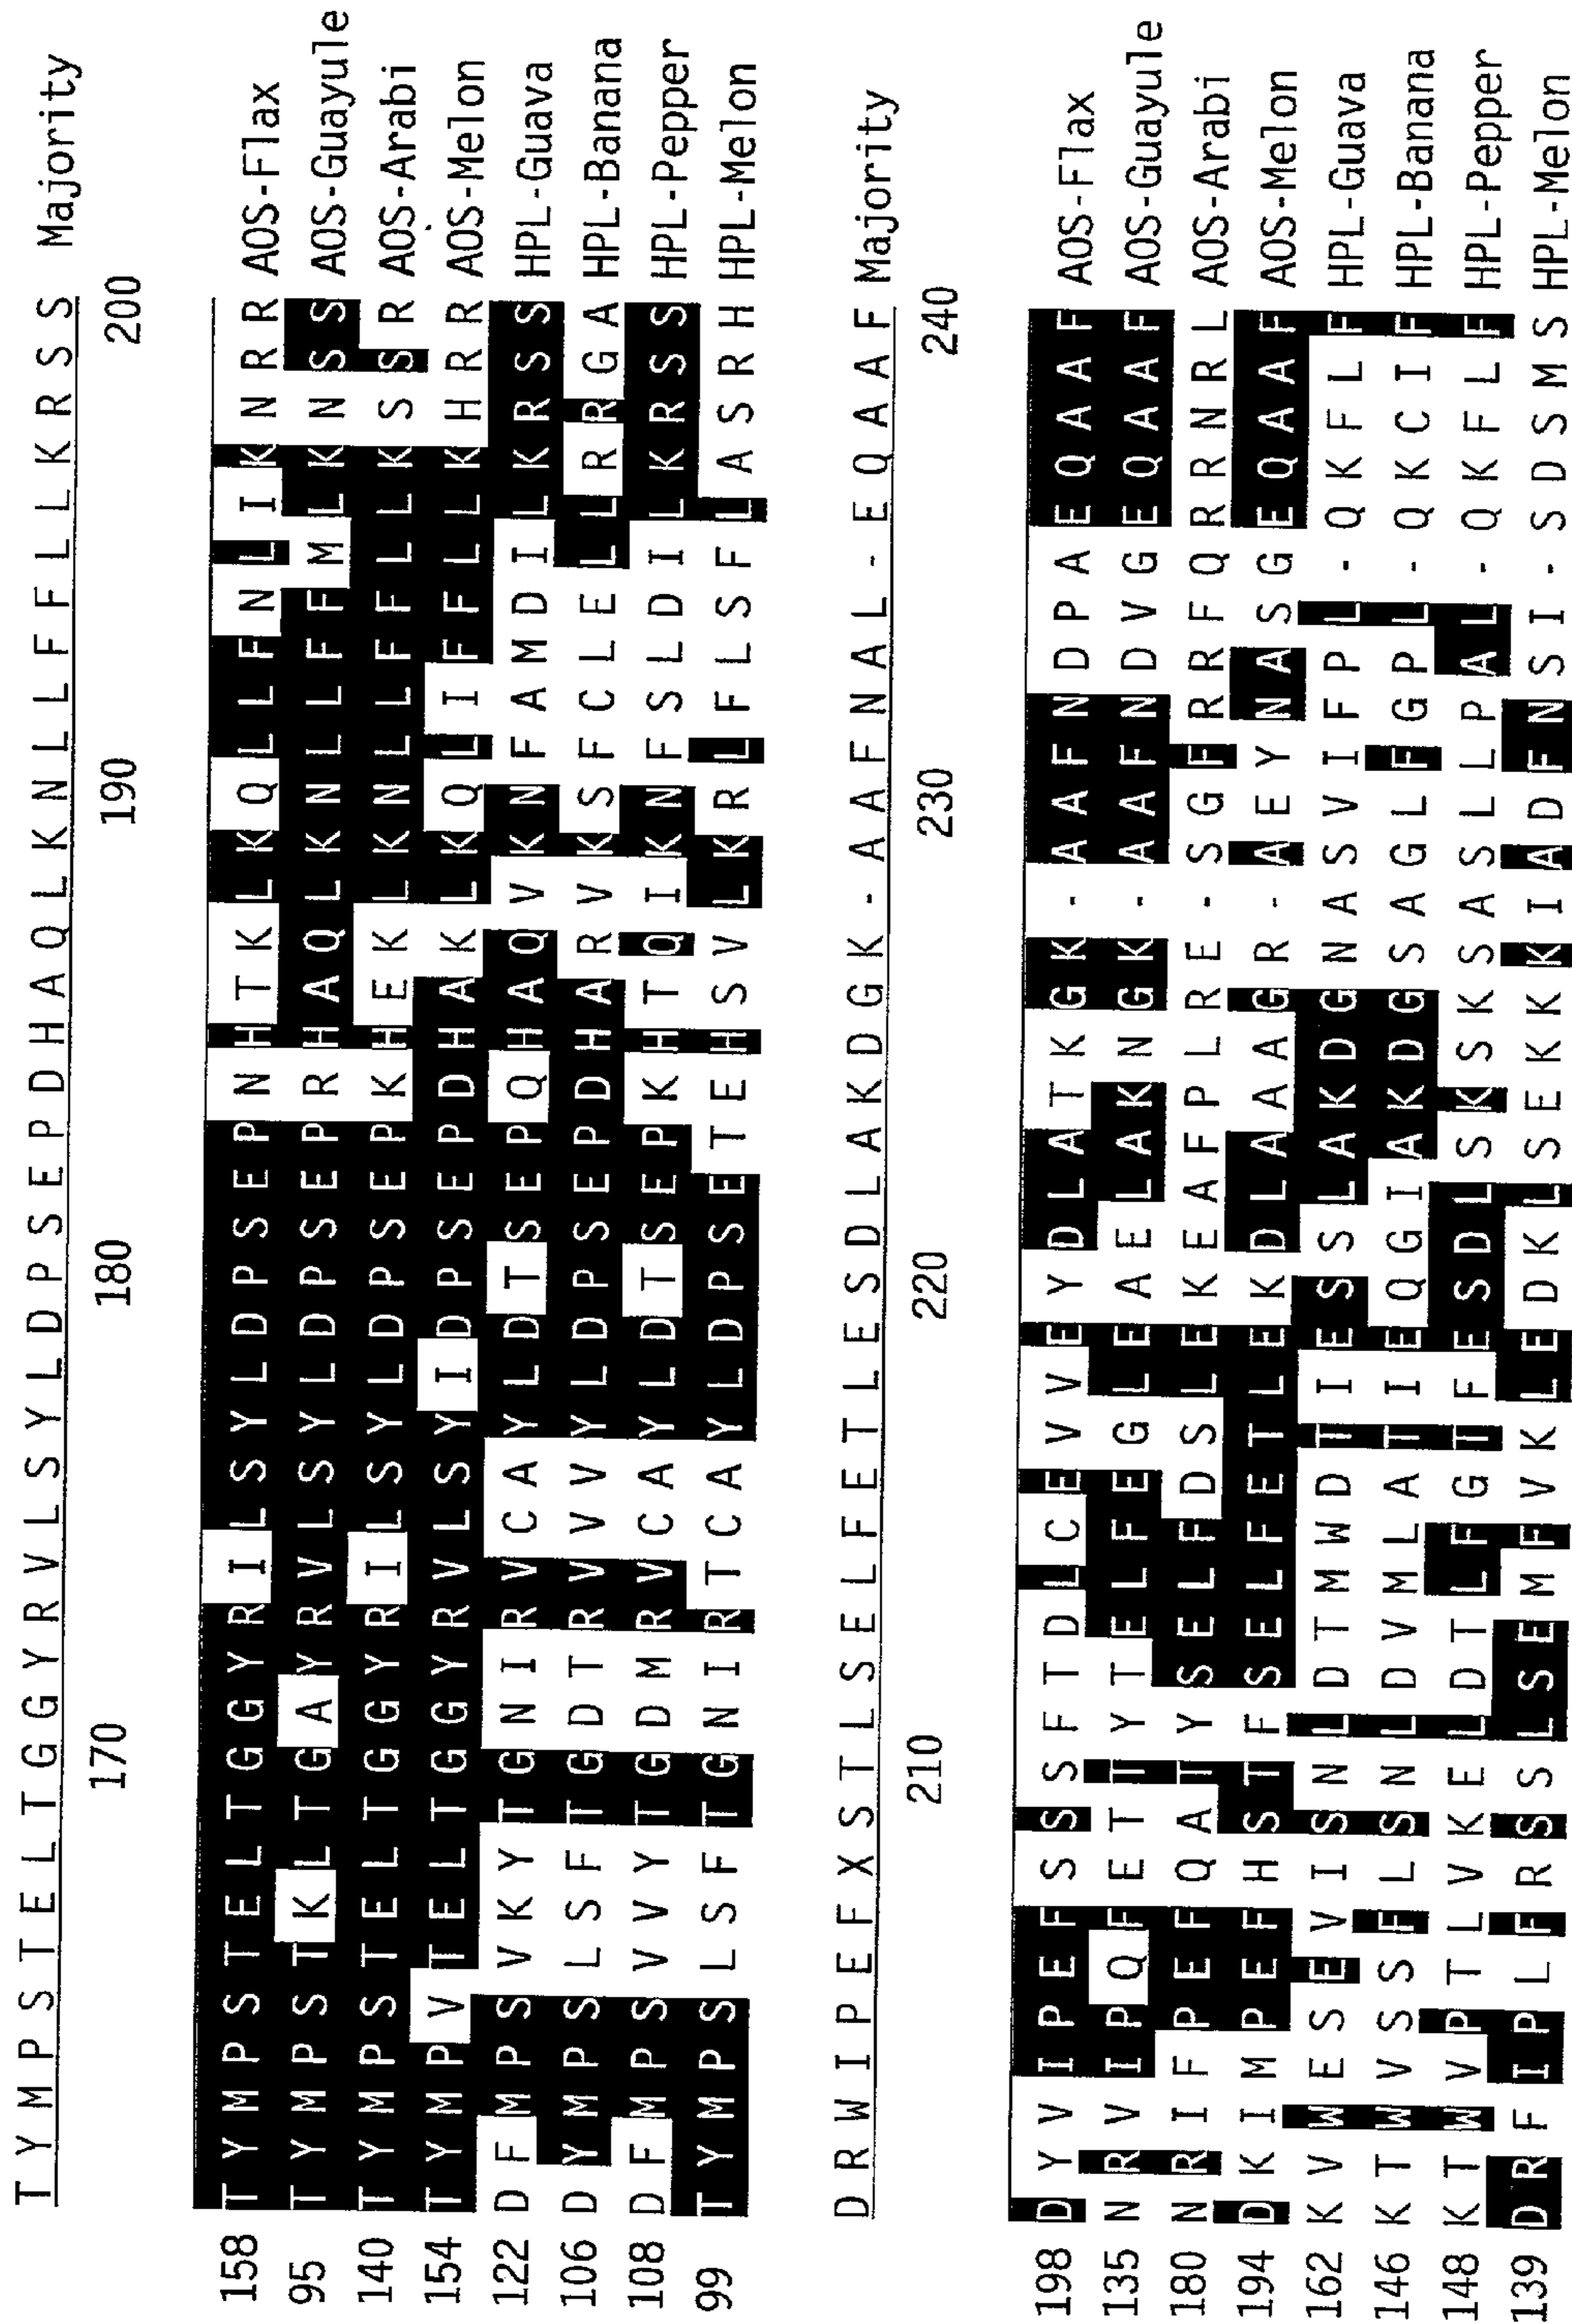 T Y M P S T E L T G G Y R V L S Y L D P S E P D H A Q L K N L L F F L L K R S S Majority
170 180 190 200
158 T Y M P S T E L T G G Y R I L S Y L D P S E P N H T K L K Q L L F N L I K N R R AOS-Flax
95 T Y M P S T K L T G A Y R V L S Y L D P S E P R H A Q L K N L L F F M L K N S S AOS-Guayule
140 T Y M P S T E L T G G Y R I L S Y L D P S E P K H E K L K N L L F F L L K S S R AOS-Arabi
154 T Y M P V T E L T G G Y R V L S Y I D P S E P D H A K L K Q L I F F L L K H R R AOS-Melon
122 D F M P S V K Y T G N I R V C A Y L D T S E P Q H A Q V K N F A M D I L K R S S HPL-Guava
106 D Y M P S L S F T G D T R V V V Y L D P S E P D H A R V K S F C L E L L R R G A HPL-Banana
108 D F M P S V V Y T G D M R V C A Y L D T S E P K H T Q I K N F S L D I L K R S S HPL-Pepper
99 T Y M P S L S F T G N I R T C A Y L D P S E T E H S V L K R L F L S F L A S R H HPL-Melon
D R W I P E F X S T L S E L F E T L E S D L A K D G K - A A F N A L - E Q A A F Majority
210 220 230 240
198 D Y V I P E F S S S F T D L C E V V E Y D L A T K G K - A A F N D P A E Q A A F AOS-Flax
135 N R V I P Q F E T T Y T E L F E G L E A E L A K N G K - A A F N D V G E Q A A F AOS-Guayule
180 N R I F P E F Q A T Y S E L F D S L E K E A F P L R E - S G F R R F Q R R N R L AOS-Arabi
194 D K I M P E F H S T F S E L F E T L E K D L A A A G R - A E Y N A S G E Q A A F AOS-Melon
162 K V W E S E V I S N L D T M W D T I E S S L A K D G N A S V I F P L - Q K F L F HPL-Guava
146 K T W V S S F L S N L D V M L A T I E Q G I A K D G S A G L F G P L - Q K C I F HPL-Banana
148 K T W V P T L V K E L D T L F G T F E S D L S K S K S A S L L P A L - Q K F L F HPL-Pepper
139 D R F I P L F R S S L S E M F V K L E D K L S E K K K I A D F N S I - S D S M S HPL-Melon